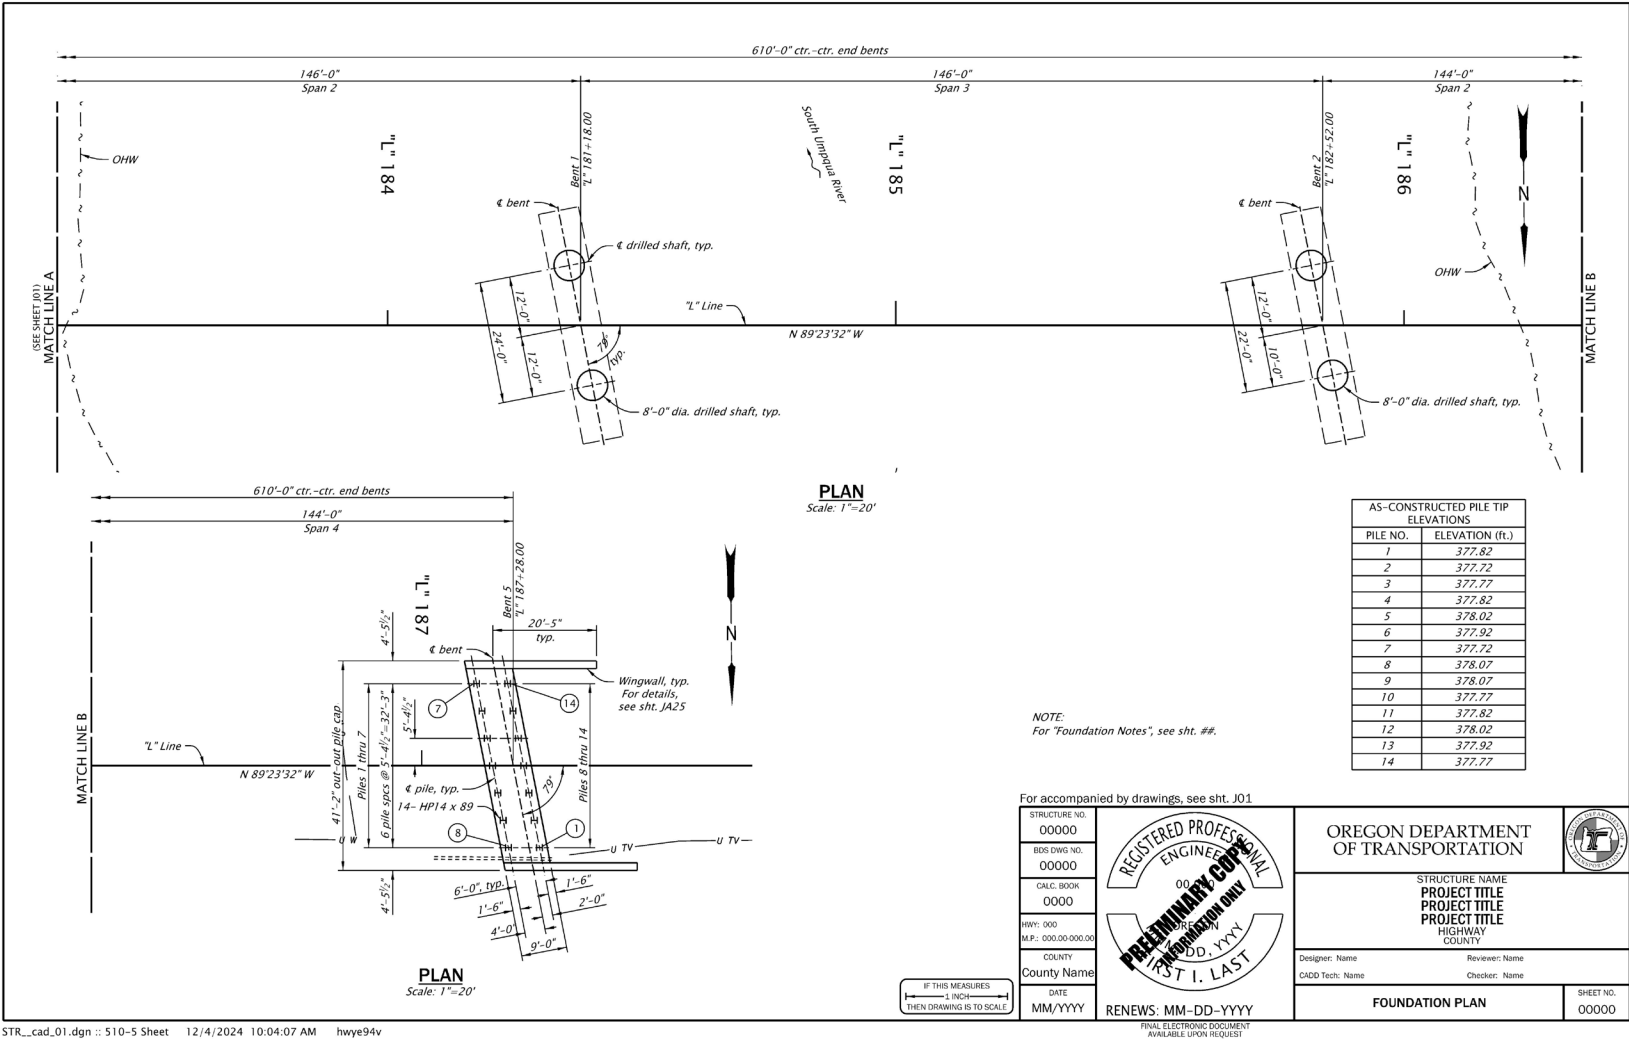 610'-0" ctr.-ctr. end bents
146'-0"
Span 2
146'-0"
Span 3
144'-0"
Span 2
OHW
"L" 184
Bent 1
"L" 181+18.00
South Umpqua River
"L" 185
Bent 2
"L" 182+52.00
"L" 186
N
℄ bent
℄ drilled shaft, typ.
℄ bent
OHW
(SEE SHEET J01)
MATCH LINE A
MATCH LINE B
12'-0"
24'-0"
12'-0"
79°
typ.
"L" Line
N 89'23'32" W
12'-0"
22'-0"
10'-0"
8'-0" dia. drilled shaft, typ.
8'-0" dia. drilled shaft, typ.
PLAN
Scale: 1"=20'
610'-0" ctr.-ctr. end bents
144'-0"
Span 4
"L" 187
Bent 5
"L" 187+28.00
N
20'-5"
typ.
4'-5½"
℄ bent
Wingwall, typ.
For details,
see sht. JA25
7
14
MATCH LINE B
41'-2" out-out pile cap
Piles 1 thru 7
6 pile spcs @ 5'-4½"=32'-3"
5'-4½"
Piles 8 thru 14
"L" Line
N 89'23'32" W
℄ pile, typ.
79°
14- HP14 x 89
8
1
U W
U TV
U TV
4'-5½"
6'-0", typ.
1'-6"
1'-6"
2'-0"
4'-0"
9'-0"
PLAN
Scale: 1"=20'
AS-CONSTRUCTED PILE TIP
ELEVATIONS
PILE NO. ELEVATION (ft.)
1 377.82
2 377.72
3 377.77
4 377.82
5 378.02
6 377.92
7 377.72
8 378.07
9 378.07
10 377.77
11 377.82
12 378.02
13 377.92
14 377.77
NOTE:
For "Foundation Notes", see sht. ##.
For accompanied by drawings, see sht. J01
STRUCTURE NO.
00000
BDS DWG NO.
00000
CALC. BOOK
0000
HWY: 000
M.P.: 000.00-000.00
COUNTY
County Name
DATE
MM/YYYY
REGISTERED PROFESSIONAL
ENGINEER
PRELIMINARY COPY
INFORMATION ONLY
DD, YYYY
FIRST I. LAST
RENEWS: MM-DD-YYYY
FINAL ELECTRONIC DOCUMENT
AVAILABLE UPON REQUEST
OREGON DEPARTMENT
OF TRANSPORTATION
OREGON DEPARTMENT OF
TRANSPORTATION
STRUCTURE NAME
PROJECT TITLE
PROJECT TITLE
PROJECT TITLE
HIGHWAY
COUNTY
Designer: Name
Reviewer: Name
CADD Tech: Name
Checker: Name
FOUNDATION PLAN
SHEET NO.
00000
IF THIS MEASURES
1 INCH
THEN DRAWING IS TO SCALE
STR__cad_01.dgn :: 510-5 Sheet 12/4/2024 10:04:07 AM hwye94v